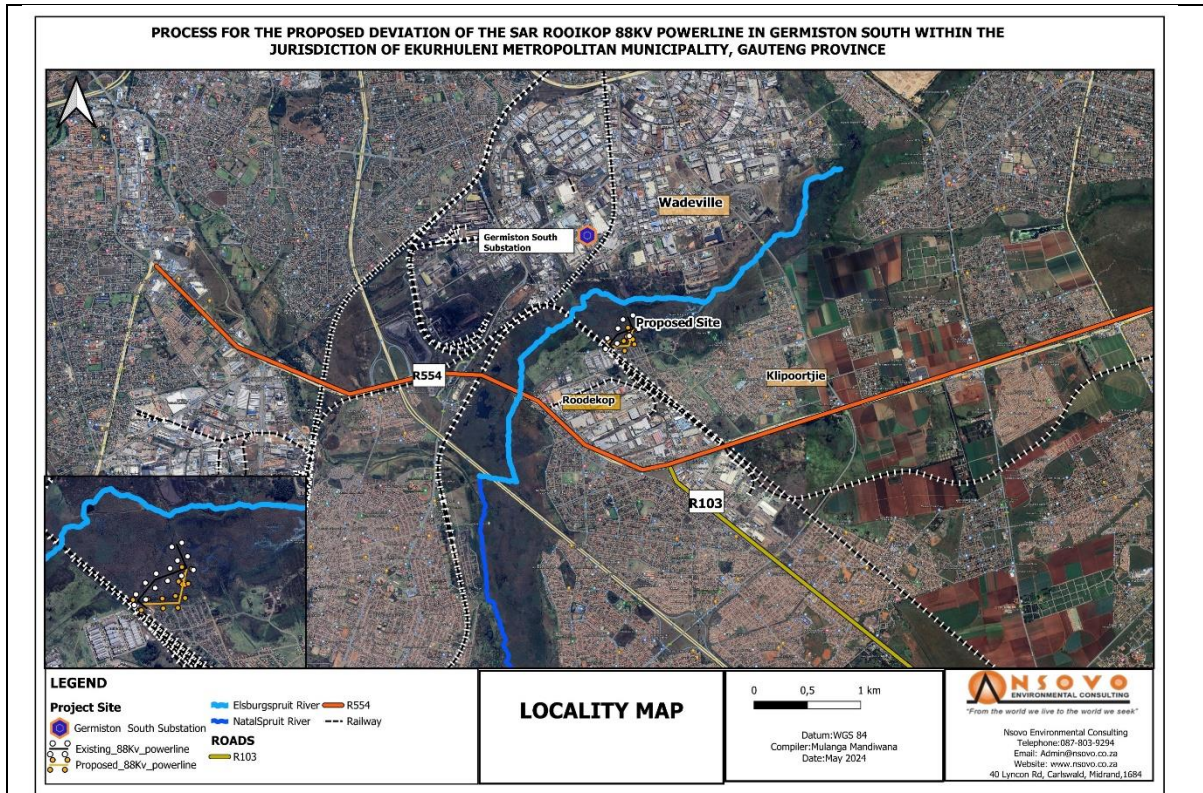 PROCESS FOR THE PROPOSED DEVIATION OF THE SAR ROOIKOP 88KV POWERLINE IN GERMISTON SOUTH WITHIN THE
JURISDICTION OF EKURHULENI METROPOLITAN MUNICIPALITY, GAUTENG PROVINCE
Wadeville
Germiston South
Substation
Proposed Site
R554
Klipoortjie
Roodekop
R103
LEGEND
Project Site
Germiston South Substation
Existing_88Kv_powerline
Proposed_88Kv_powerline
Elsburgspruit River
NatalSpruit River
ROADS
R103
R554
Railway
LOCALITY MAP
0 0,5 1 km
Datum:WGS 84
Compiler:Mulanga Mandiwana
Date:May 2024
NSOVO
ENVIRONMENTAL CONSULTING
"From the world we live to the world we seek"
Nsovo Environmental Consulting
Telephone:087-803-9294
Email: Admin@nsovo.co.za
Website: www.nsovo.co.za
40 Lyncon Rd, Carlswald, Midrand,1684